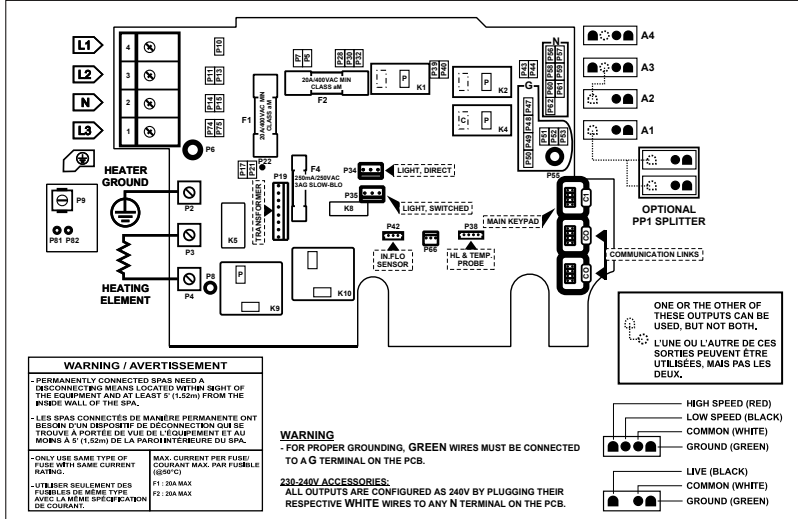 L1
L2
N
L3
4
3
2
1
P10
P11
P13
P14
P15
P74
P75
P6
P7
P5
P28
P30
P32
20A/400VAC MIN
CLASS aM
F2
F1
20A/400VAC MIN
CLASS aM
P
K1
P39
P40
P
K2
C
P
K4
P43
P44
G
P47
P48
P49
P50
N
P56
P57
P58
P59
P60
P61
P62
P51
P52
P53
P55
A4
A3
A2
A1
OPTIONAL
PP1 SPLITTER
P17
P21
P22
F4
250mA/250VAC
3AG SLOW-BLO
P19
TRANSFORMER
P34
LIGHT, DIRECT
P35
LIGHT, SWITCHED
K8
K5
P42
IN.FLO
SENSOR
P66
P38
HL & TEMP.
PROBE
MAIN KEYPAD
C1
CO
CO
COMMUNICATION LINKS
P9
P81 P82
HEATER
GROUND
P2
P3
P4
P8
HEATING
ELEMENT
P
K9
K10
ONE OR THE OTHER OF
THESE OUTPUTS CAN BE
USED, BUT NOT BOTH.
L'UNE OU L'AUTRE DE CES
SORTIES PEUVENT ÊTRE
UTILISÉES, MAIS PAS LES
DEUX.
WARNING / AVERTISSEMENT
- PERMANENTLY CONNECTED SPAS NEED A
DISCONNECTING MEANS LOCATED WITHIN SIGHT OF
THE EQUIPMENT AND AT LEAST 5' (1.52m) FROM THE
INSIDE WALL OF THE SPA.
- LES SPAS CONNECTÉS DE MANIÈRE PERMANENTE ONT
BESOIN D'UN DISPOSITIF DE DÉCONNECTION QUI SE
TROUVE À PORTÉE DE VUE DE L'ÉQUIPEMENT ET AU
MOINS À 5' (1,52m) DE LA PAROI INTÉRIEURE DU SPA.
- ONLY USE SAME TYPE OF
FUSE WITH SAME CURRENT
RATING.
- UTILISER SEULEMENT DES
FUSIBLES DE MÊME TYPE
AVEC LA MÊME SPÉCIFICATION
DE COURANT.
MAX. CURRENT PER FUSE/
COURANT MAX. PAR FUSIBLE
(@50°C)
F1 : 20A MAX
F2 : 20A MAX
WARNING
- FOR PROPER GROUNDING, GREEN WIRES MUST BE CONNECTED
TO A G TERMINAL ON THE PCB.
230-240V ACCESSORIES:
ALL OUTPUTS ARE CONFIGURED AS 240V BY PLUGGING THEIR
RESPECTIVE WHITE WIRES TO ANY N TERMINAL ON THE PCB.
HIGH SPEED (RED)
LOW SPEED (BLACK)
COMMON (WHITE)
GROUND (GREEN)
LIVE (BLACK)
COMMON (WHITE)
GROUND (GREEN)